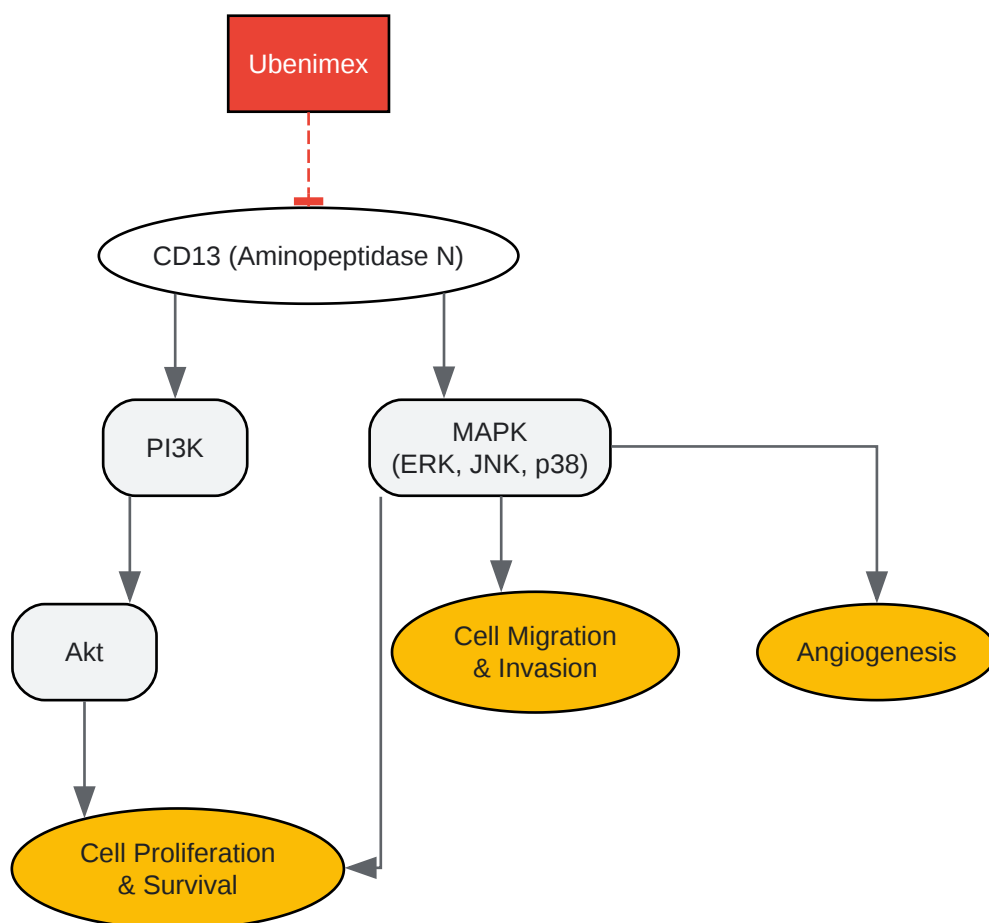 Ubenimex
CD13 (Aminopeptidase N)
PI3K
MAPK
(ERK, JNK, p38)
Akt
Cell Migration
& Invasion
Angiogenesis
Cell Proliferation
& Survival